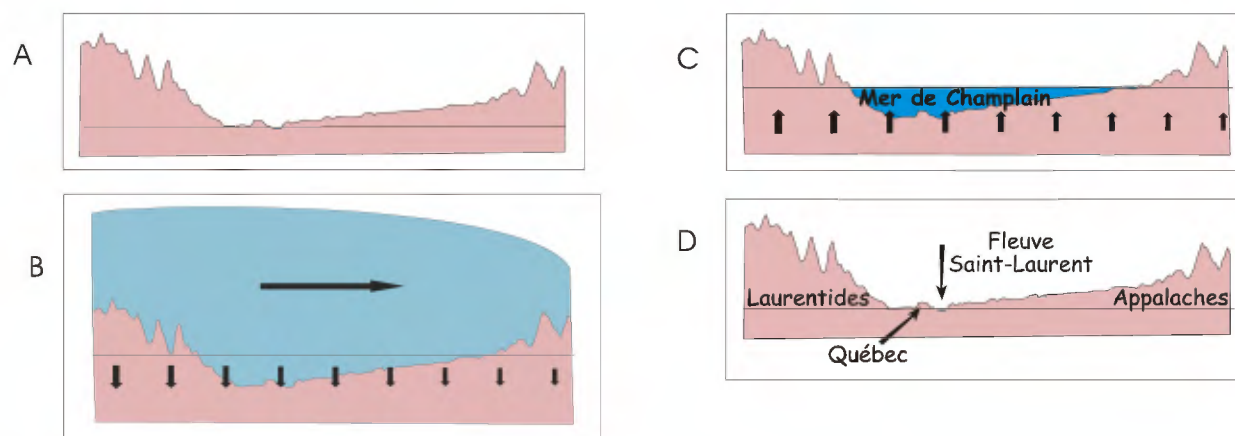 A
B
C
Mer de Champlain
D
Fleuve
Saint-Laurent
Laurentides
Appalaches
Québec